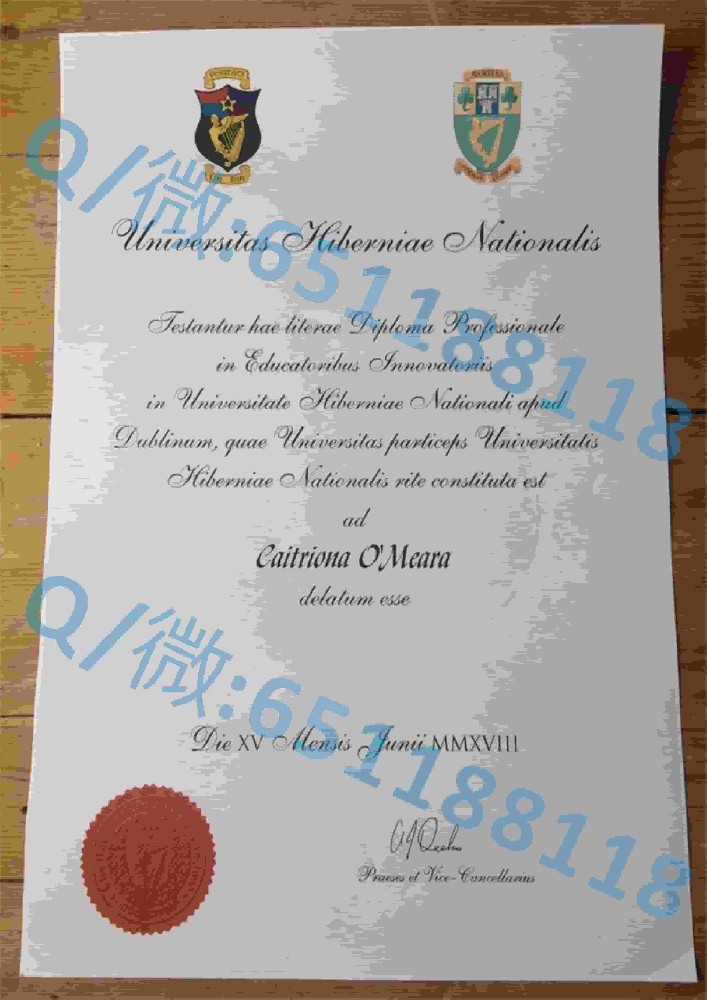 Universitas Hiberniae Nationalis
Testantur hae literae Diploma Professionale
in Educatoribus Innovatoriis
in Universitate Hiberniae Nationali apud
Dublinum, quae Universitas particeps Universitatis
Hiberniae Nationalis rite constituta est
ad
Caitriona O'Meara
delatum esse
Die XV Mensis Junii MMXVIII
Praeses et Vice-Cancellarius
Q/微:651188118
Q/微:651188118